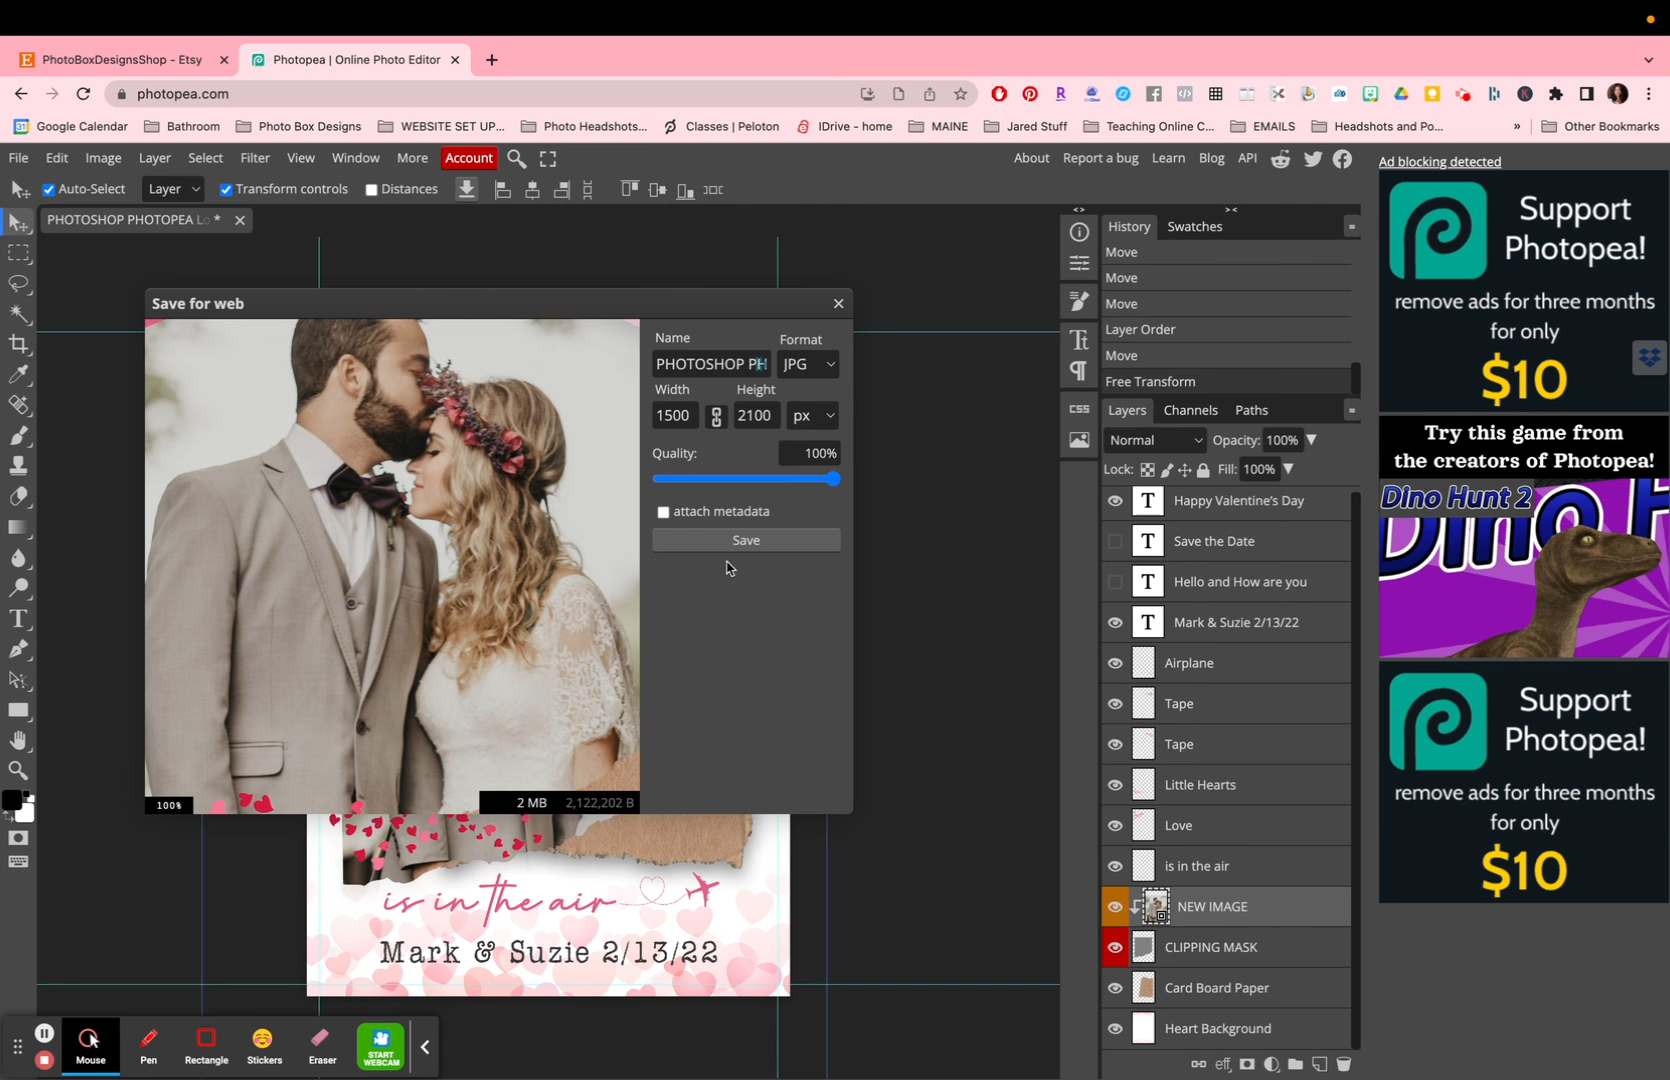 PhotoBoxDesignsShop - Etsy
Photopea | Online Photo Editor
photopea.com
Google Calendar
Bathroom
Photo Box Designs
WEBSITE SET UP...
Photo Headshots...
Classes | Peloton
IDrive - home
MAINE
Jared Stuff
Teaching Online C...
EMAILS
Headshots and Po...
»
Other Bookmarks
File Edit Image Layer Select Filter View Window More Account
About Report a bug Learn Blog API
Ad blocking detected
Auto-Select
Layer
Transform controls
Distances
PHOTOSHOP PHOTOPEA Lo *
Save for web
Name
Format
PHOTOSHOP PH
JPG
Width
Height
1500
2100
px
Quality:
100%
attach metadata
Save
100%
2 MB 2,122,202 B
is in the air
Mark & Suzie 2/13/22
History Swatches
Move
Move
Move
Layer Order
Move
Free Transform
CSS
Layers Channels Paths
Normal
Opacity: 100%
Lock:
Fill: 100%
T Happy Valentine's Day
T Save the Date
T Hello and How are you
T Mark & Suzie 2/13/22
Airplane
Tape
Tape
Little Hearts
Love
is in the air
NEW IMAGE
CLIPPING MASK
Card Board Paper
Heart Background
eff
Support
Photopea!
remove ads for three months
for only
$10
Try this game from
the creators of Photopea!
Dino Hunt 2
Support
Photopea!
remove ads for three months
for only
$10
Mouse
Pen
Rectangle
Stickers
Eraser
START
WEBCAM